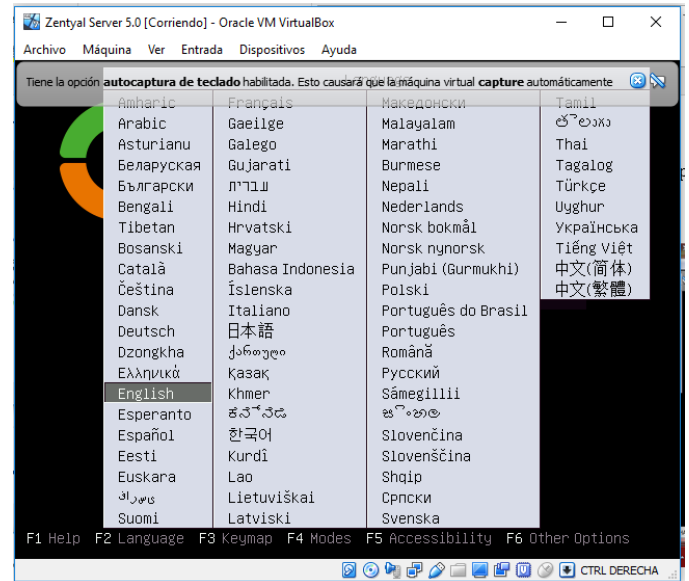 Zentyal Server 5.0 [Corriendo] - Oracle VM VirtualBox
Archivo Máquina Ver Entrada Dispositivos Ayuda
Tiene la opción autocaptura de teclado habilitada. Esto causará que la máquina virtual capture automáticamente
Language
Amharic Français Македонски Tamil
Arabic Gaeilge Malayalam తెలుగు
Asturianu Galego Marathi Thai
Беларуская Gujarati Burmese Tagalog
Български עברית Nepali Türkçe
Bengali Hindi Nederlands Uyghur
Tibetan Hrvatski Norsk bokmål Українська
Bosanski Magyar Norsk nynorsk Tiếng Việt
Català Bahasa Indonesia Punjabi (Gurmukhi) 中文(简体)
Čeština Íslenska Polski 中文(繁體)
Dansk Italiano Português do Brasil
Deutsch 日本語 Português
Dzongkha ქართული Română
Ελληνικά Қазақ Русский
English Khmer Sámegillii
Esperanto ಕನ್ನಡ සිංහල
Español 한국어 Slovenčina
Eesti Kurdî Slovenščina
Euskara Lao Shqip
فارسی Lietuviškai Српски
Suomi Latviski Svenska
F1 Help F2 Language F3 Keymap F4 Modes F5 Accessibility F6 Other Options
CTRL DERECHA